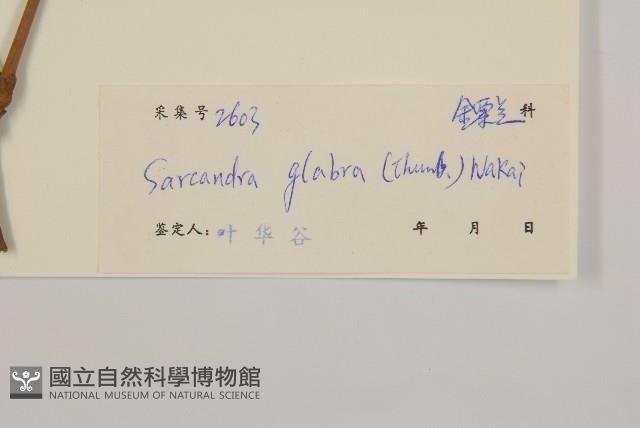 采集号 2603 金粟兰 科
Sarcandra glabra (Thunb.) Nakai
鉴定人: 叶华谷 年 月 日
國立自然科學博物館
NATIONAL MUSEUM OF NATURAL SCIENCE